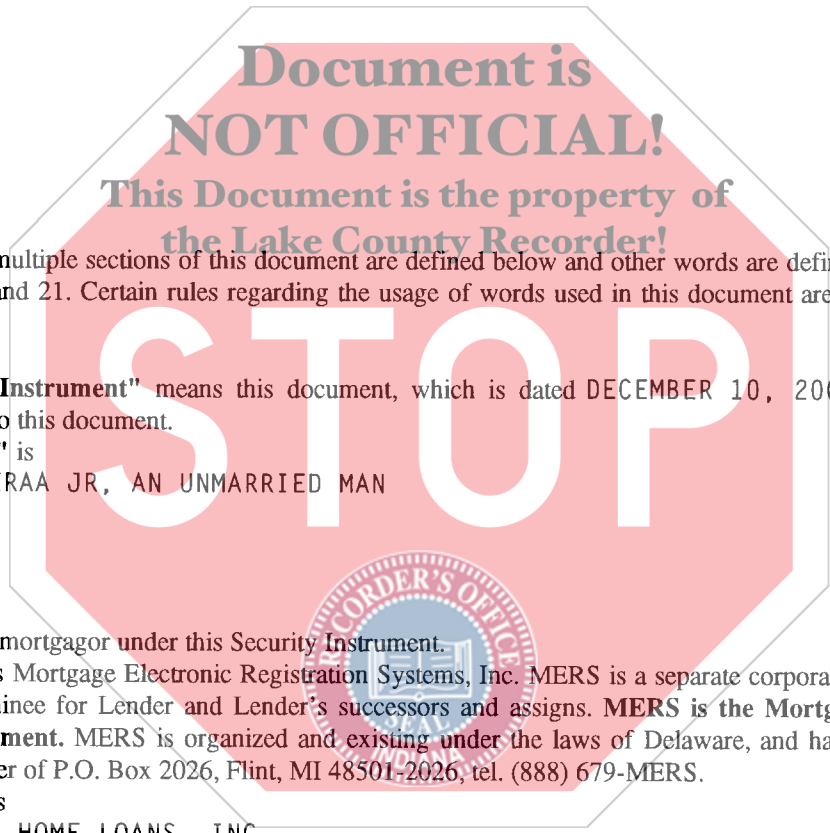 Document is
NOT OFFICIAL!
This Document is the property of
the Lake County Recorder!
multiple sections of this document are defined below and other words are defin
and 21. Certain rules regarding the usage of words used in this document are
STOP
Instrument" means this document, which is dated DECEMBER 10, 200
o this document.
" is
RAA JR, AN UNMARRIED MAN
RECORDER'S OFFICE
SEAL
INDIANA
mortgagor under this Security Instrument.
s Mortgage Electronic Registration Systems, Inc. MERS is a separate corpora
inee for Lender and Lender's successors and assigns. MERS is the Mortg
ment. MERS is organized and existing under the laws of Delaware, and ha
er of P.O. Box 2026, Flint, MI 48501-2026, tel. (888) 679-MERS.
s
HOME LOANS, INC